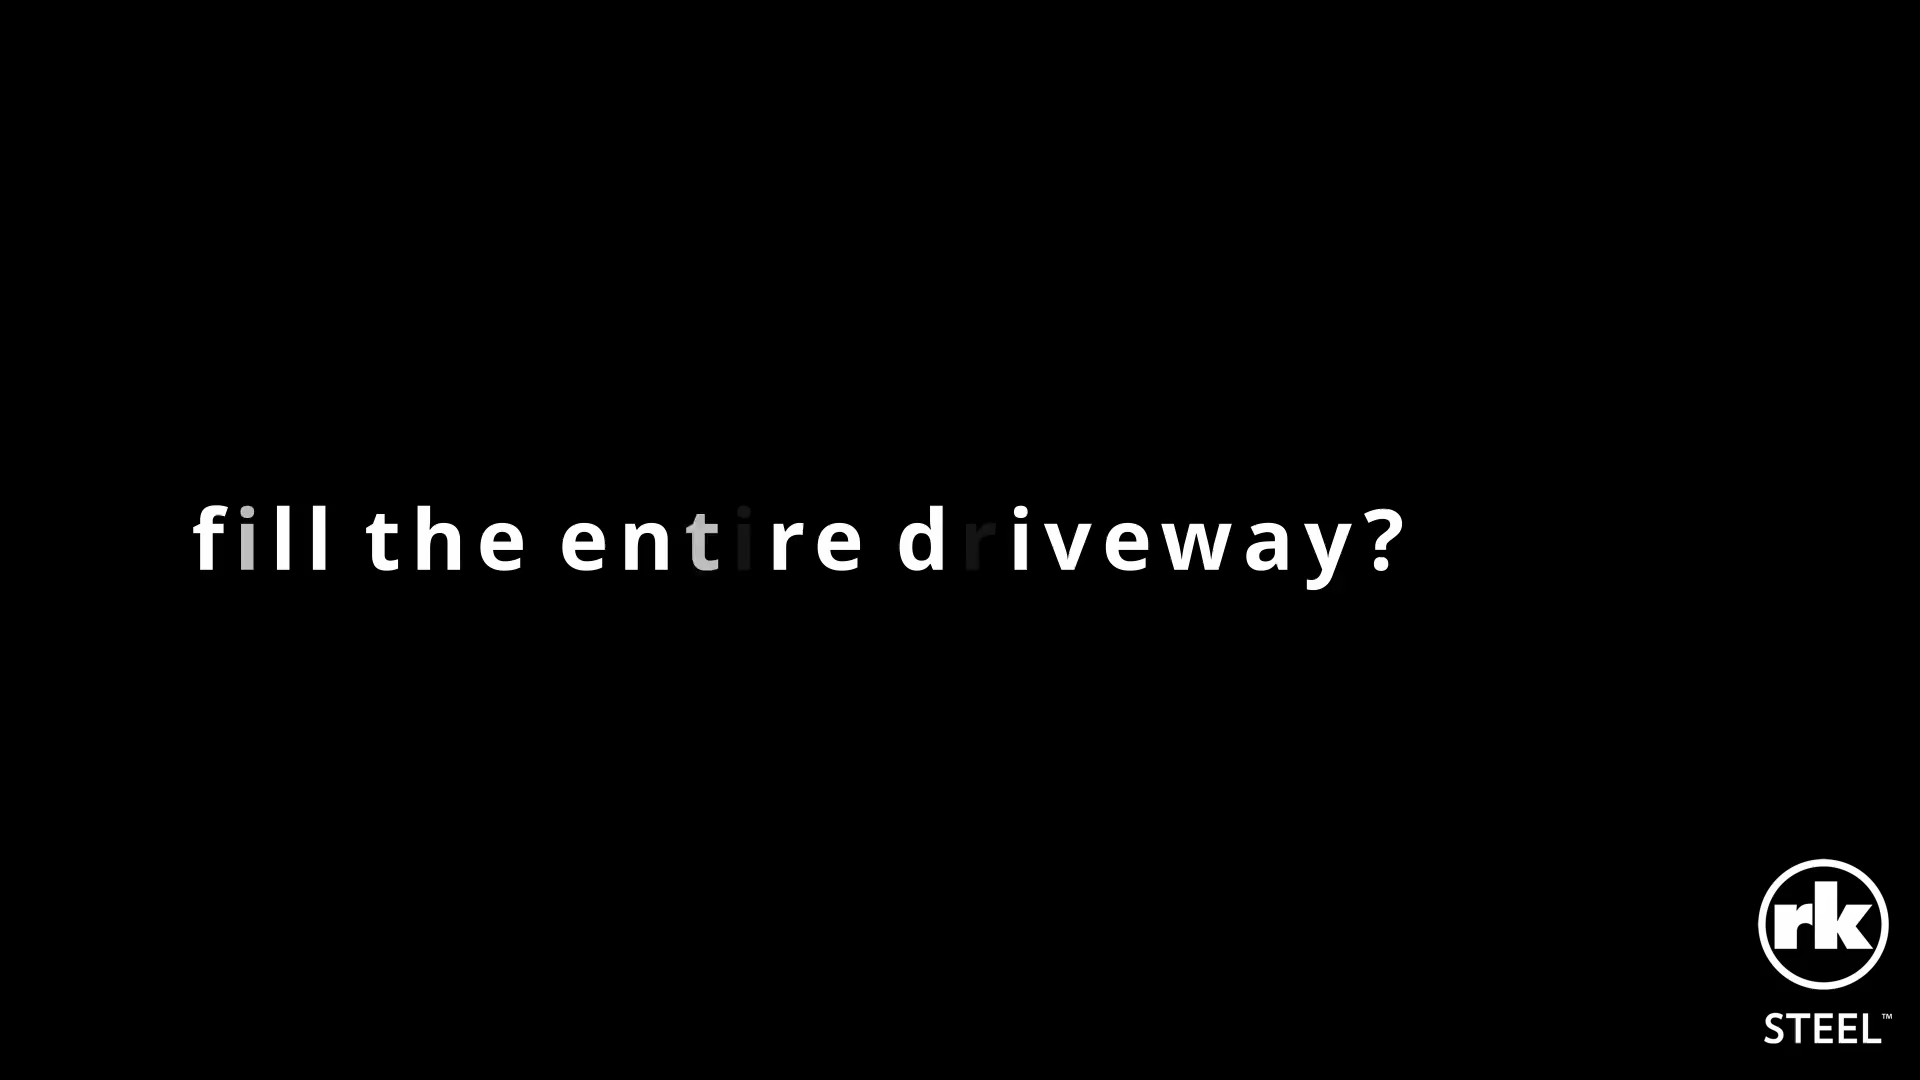 fill the entire driveway?
rk
STEEL™